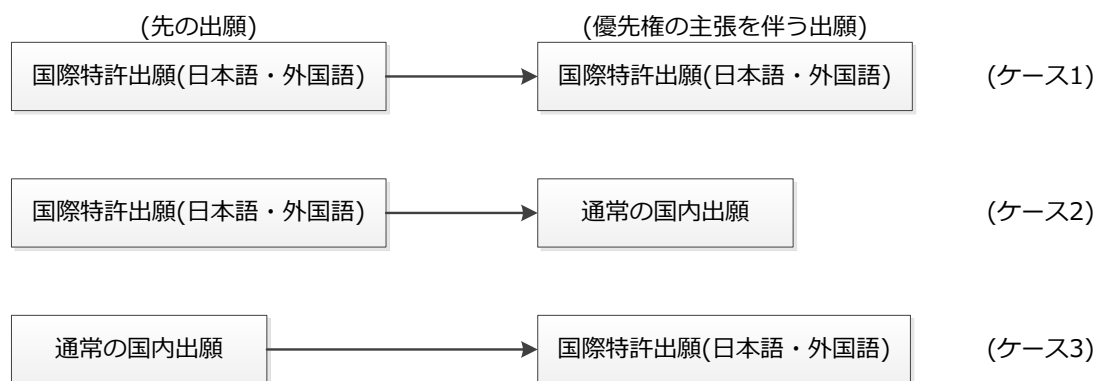 (先の出願) (優先権の主張を伴う出願)
国際特許出願(日本語・外国語) 国際特許出願(日本語・外国語) (ケース1)
国際特許出願(日本語・外国語) 通常の国内出願 (ケース2)
通常の国内出願 国際特許出願(日本語・外国語) (ケース3)